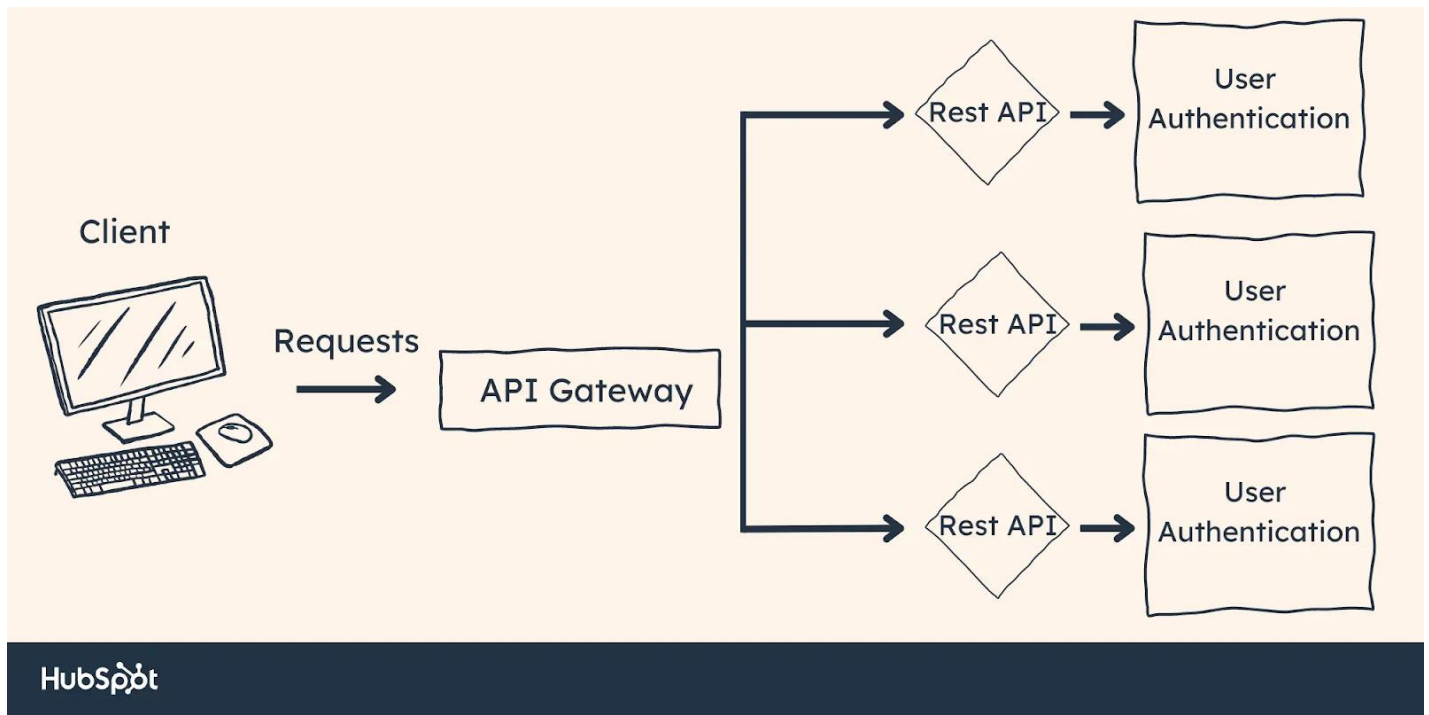 Client
Requests
API Gateway
Rest API
User
Authentication
Rest API
User
Authentication
Rest API
User
Authentication
HubSpot